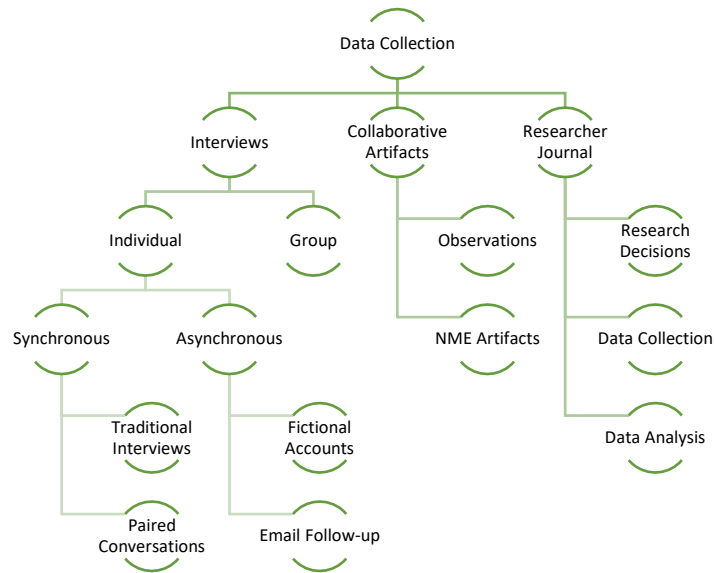 Data Collection
Interviews
Collaborative
Artifacts
Researcher
Journal
Individual
Group
Observations
Research
Decisions
Synchronous
Asynchronous
NME Artifacts
Data Collection
Traditional
Interviews
Fictional
Accounts
Data Analysis
Paired
Conversations
Email Follow-up